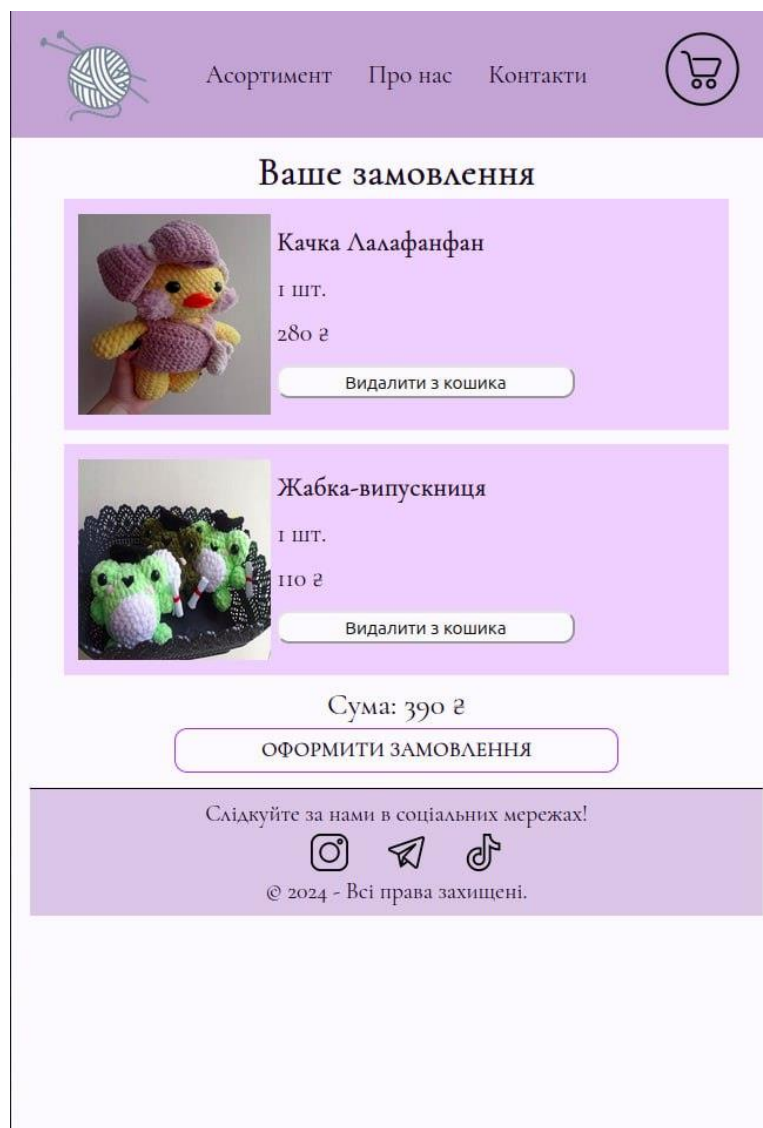 Асортимент Про нас Контакти
Ваше замовлення
Качка Лалафанфан
1 шт.
280 ₴
Видалити з кошика
Жабка-випускниця
1 шт.
110 ₴
Видалити з кошика
Сума: 390 ₴
ОФОРМИТИ ЗАМОВЛЕННЯ
Слідкуйте за нами в соціальних мережах!
© 2024 - Всі права захищені.